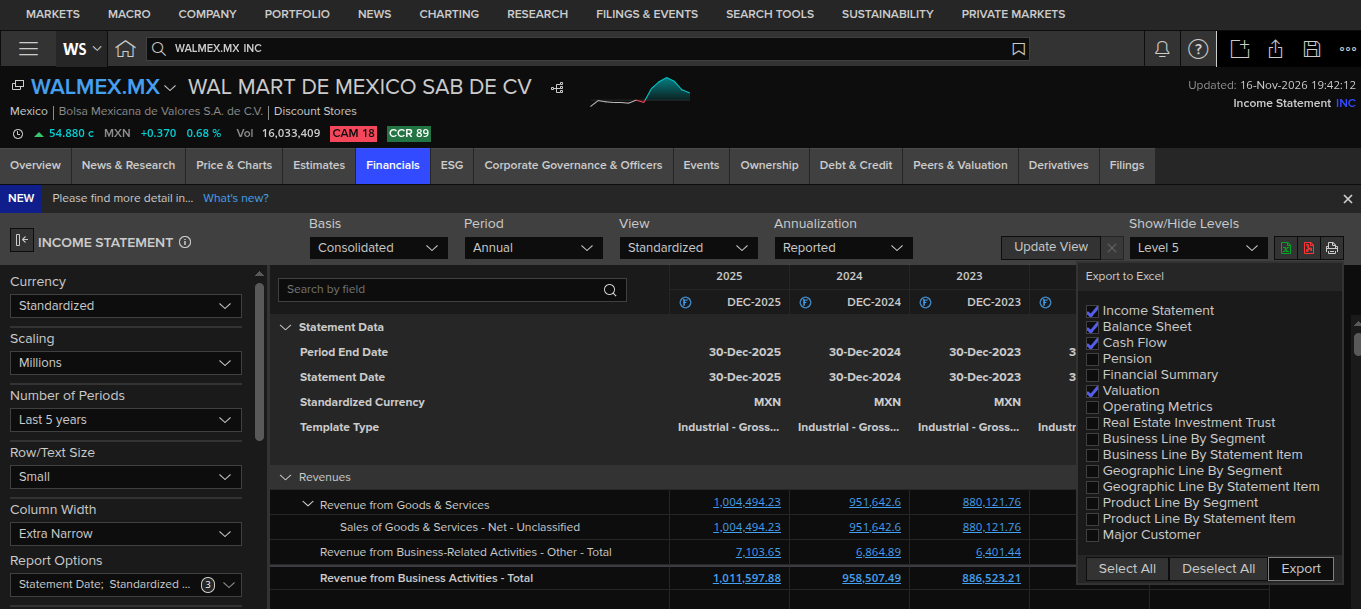 MARKETS MACRO COMPANY PORTFOLIO NEWS CHARTING RESEARCH FILINGS & EVENTS SEARCH TOOLS SUSTAINABILITY PRIVATE MARKETS
WS WALMEX.MX INC
WALMEX.MX WAL MART DE MEXICO SAB DE CV
Updated: 16-Nov-2026 19:42:12
Mexico | Bolsa Mexicana de Valores S.A. de C.V. | Discount Stores
Income Statement INC
54.880 c MXN +0.370 0.68 % Vol 16,033,409 CAM 18 CCR 89
Overview News & Research Price & Charts Estimates Financials ESG Corporate Governance & Officers Events Ownership Debt & Credit Peers & Valuation Derivatives Filings
NEW Please find more detail in... What's new?
INCOME STATEMENT
Basis Period View Annualization Show/Hide Levels
Consolidated Annual Standardized Reported Update View Level 5
Currency
Standardized
Scaling
Millions
Number of Periods
Last 5 years
Row/Text Size
Small
Column Width
Extra Narrow
Report Options
Statement Date; Standardized ... 3
Search by field
2025 2024 2023
F DEC-2025 F DEC-2024 F DEC-2023 F
Statement Data
Period End Date 30-Dec-2025 30-Dec-2024 30-Dec-2023 3
Statement Date 30-Dec-2025 30-Dec-2024 30-Dec-2023 3
Standardized Currency MXN MXN MXN
Template Type Industrial - Gross... Industrial - Gross... Industrial - Gross... Industr
Revenues
Revenue from Goods & Services 1,004,494.23 951,642.6 880,121.76
Sales of Goods & Services - Net - Unclassified 1,004,494.23 951,642.6 880,121.76
Revenue from Business-Related Activities - Other - Total 7,103.65 6,864.89 6,401.44
Revenue from Business Activities - Total 1,011,597.88 958,507.49 886,523.21
Export to Excel
Income Statement
Balance Sheet
Cash Flow
Pension
Financial Summary
Valuation
Operating Metrics
Real Estate Investment Trust
Business Line By Segment
Business Line By Statement Item
Geographic Line By Segment
Geographic Line By Statement Item
Product Line By Segment
Product Line By Statement Item
Major Customer
Select All Deselect All Export